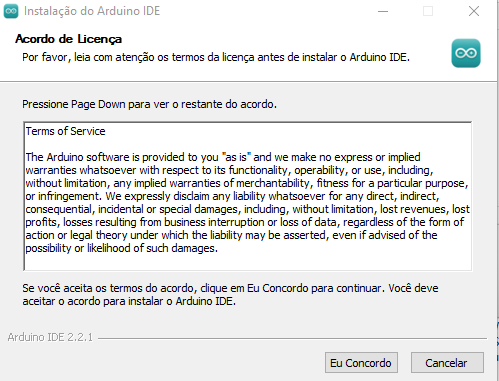 Instalação do Arduino IDE
Acordo de Licença
Por favor, leia com atenção os termos da licença antes de instalar o Arduino IDE.
Pressione Page Down para ver o restante do acordo.
Terms of Service
The Arduino software is provided to you "as is" and we make no express or implied
warranties whatsoever with respect to its functionality, operability, or use, including,
without limitation, any implied warranties of merchantability, fitness for a particular purpose,
or infringement. We expressly disclaim any liability whatsoever for any direct, indirect,
consequential, incidental or special damages, including, without limitation, lost revenues, lost
profits, losses resulting from business interruption or loss of data, regardless of the form of
action or legal theory under which the liability may be asserted, even if advised of the
possibility or likelihood of such damages.
Se você aceita os termos do acordo, clique em Eu Concordo para continuar. Você deve
aceitar o acordo para instalar o Arduino IDE.
Arduino IDE 2.2.1
Eu Concordo Cancelar